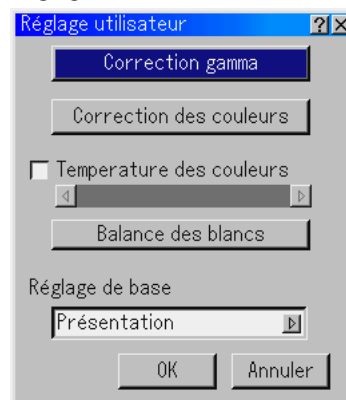 Réglage utilisateur
Correction gamma
Correction des couleurs
Temperature des couleurs
Balance des blancs
Réglage de base
Présentation
OK Annuler